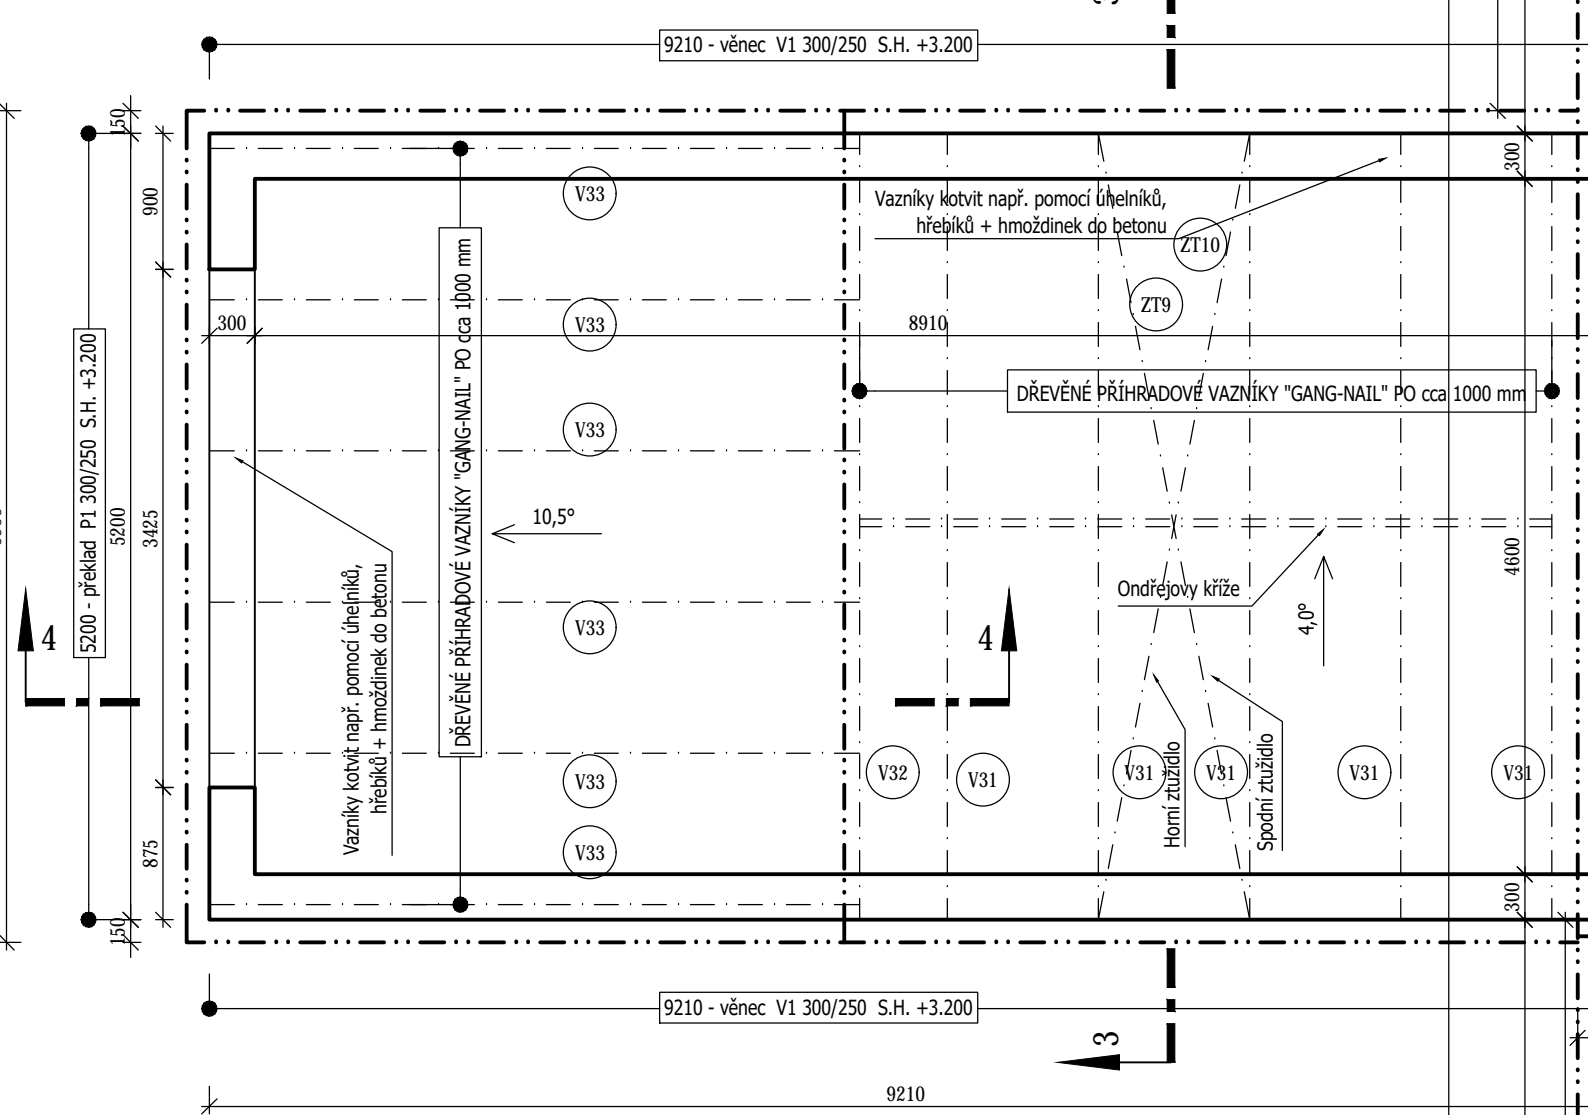 9210 - věnec V1 300/250 S.H. +3.200
150
900
300
Vazníky kotvit např. pomocí úhelníků,
hřebíků + hmoždinek do betonu
V33
ZT10
ZT9
V33
300
8910
DŘEVĚNÉ PŘÍHRADOVÉ VAZNÍKY "GANG-NAIL" PO cca 1000 mm
5200 - překlad P1 300/250 S.H. +3.200
5200
3425
DŘEVĚNÉ PŘÍHRADOVÉ VAZNÍKY "GANG-NAIL" PO cca 1000 mm
V33
10,5°
4600
Ondřejovy kříže
4,0°
Vazníky kotvit např. pomocí úhelníků,
hřebíků + hmoždinek do betonu
4
V33
4
Horní ztužidlo
Spodní ztužidlo
V33
V32
V31
V31
V31
V31
V31
875
V33
150
300
9210 - věnec V1 300/250 S.H. +3.200
3
9210